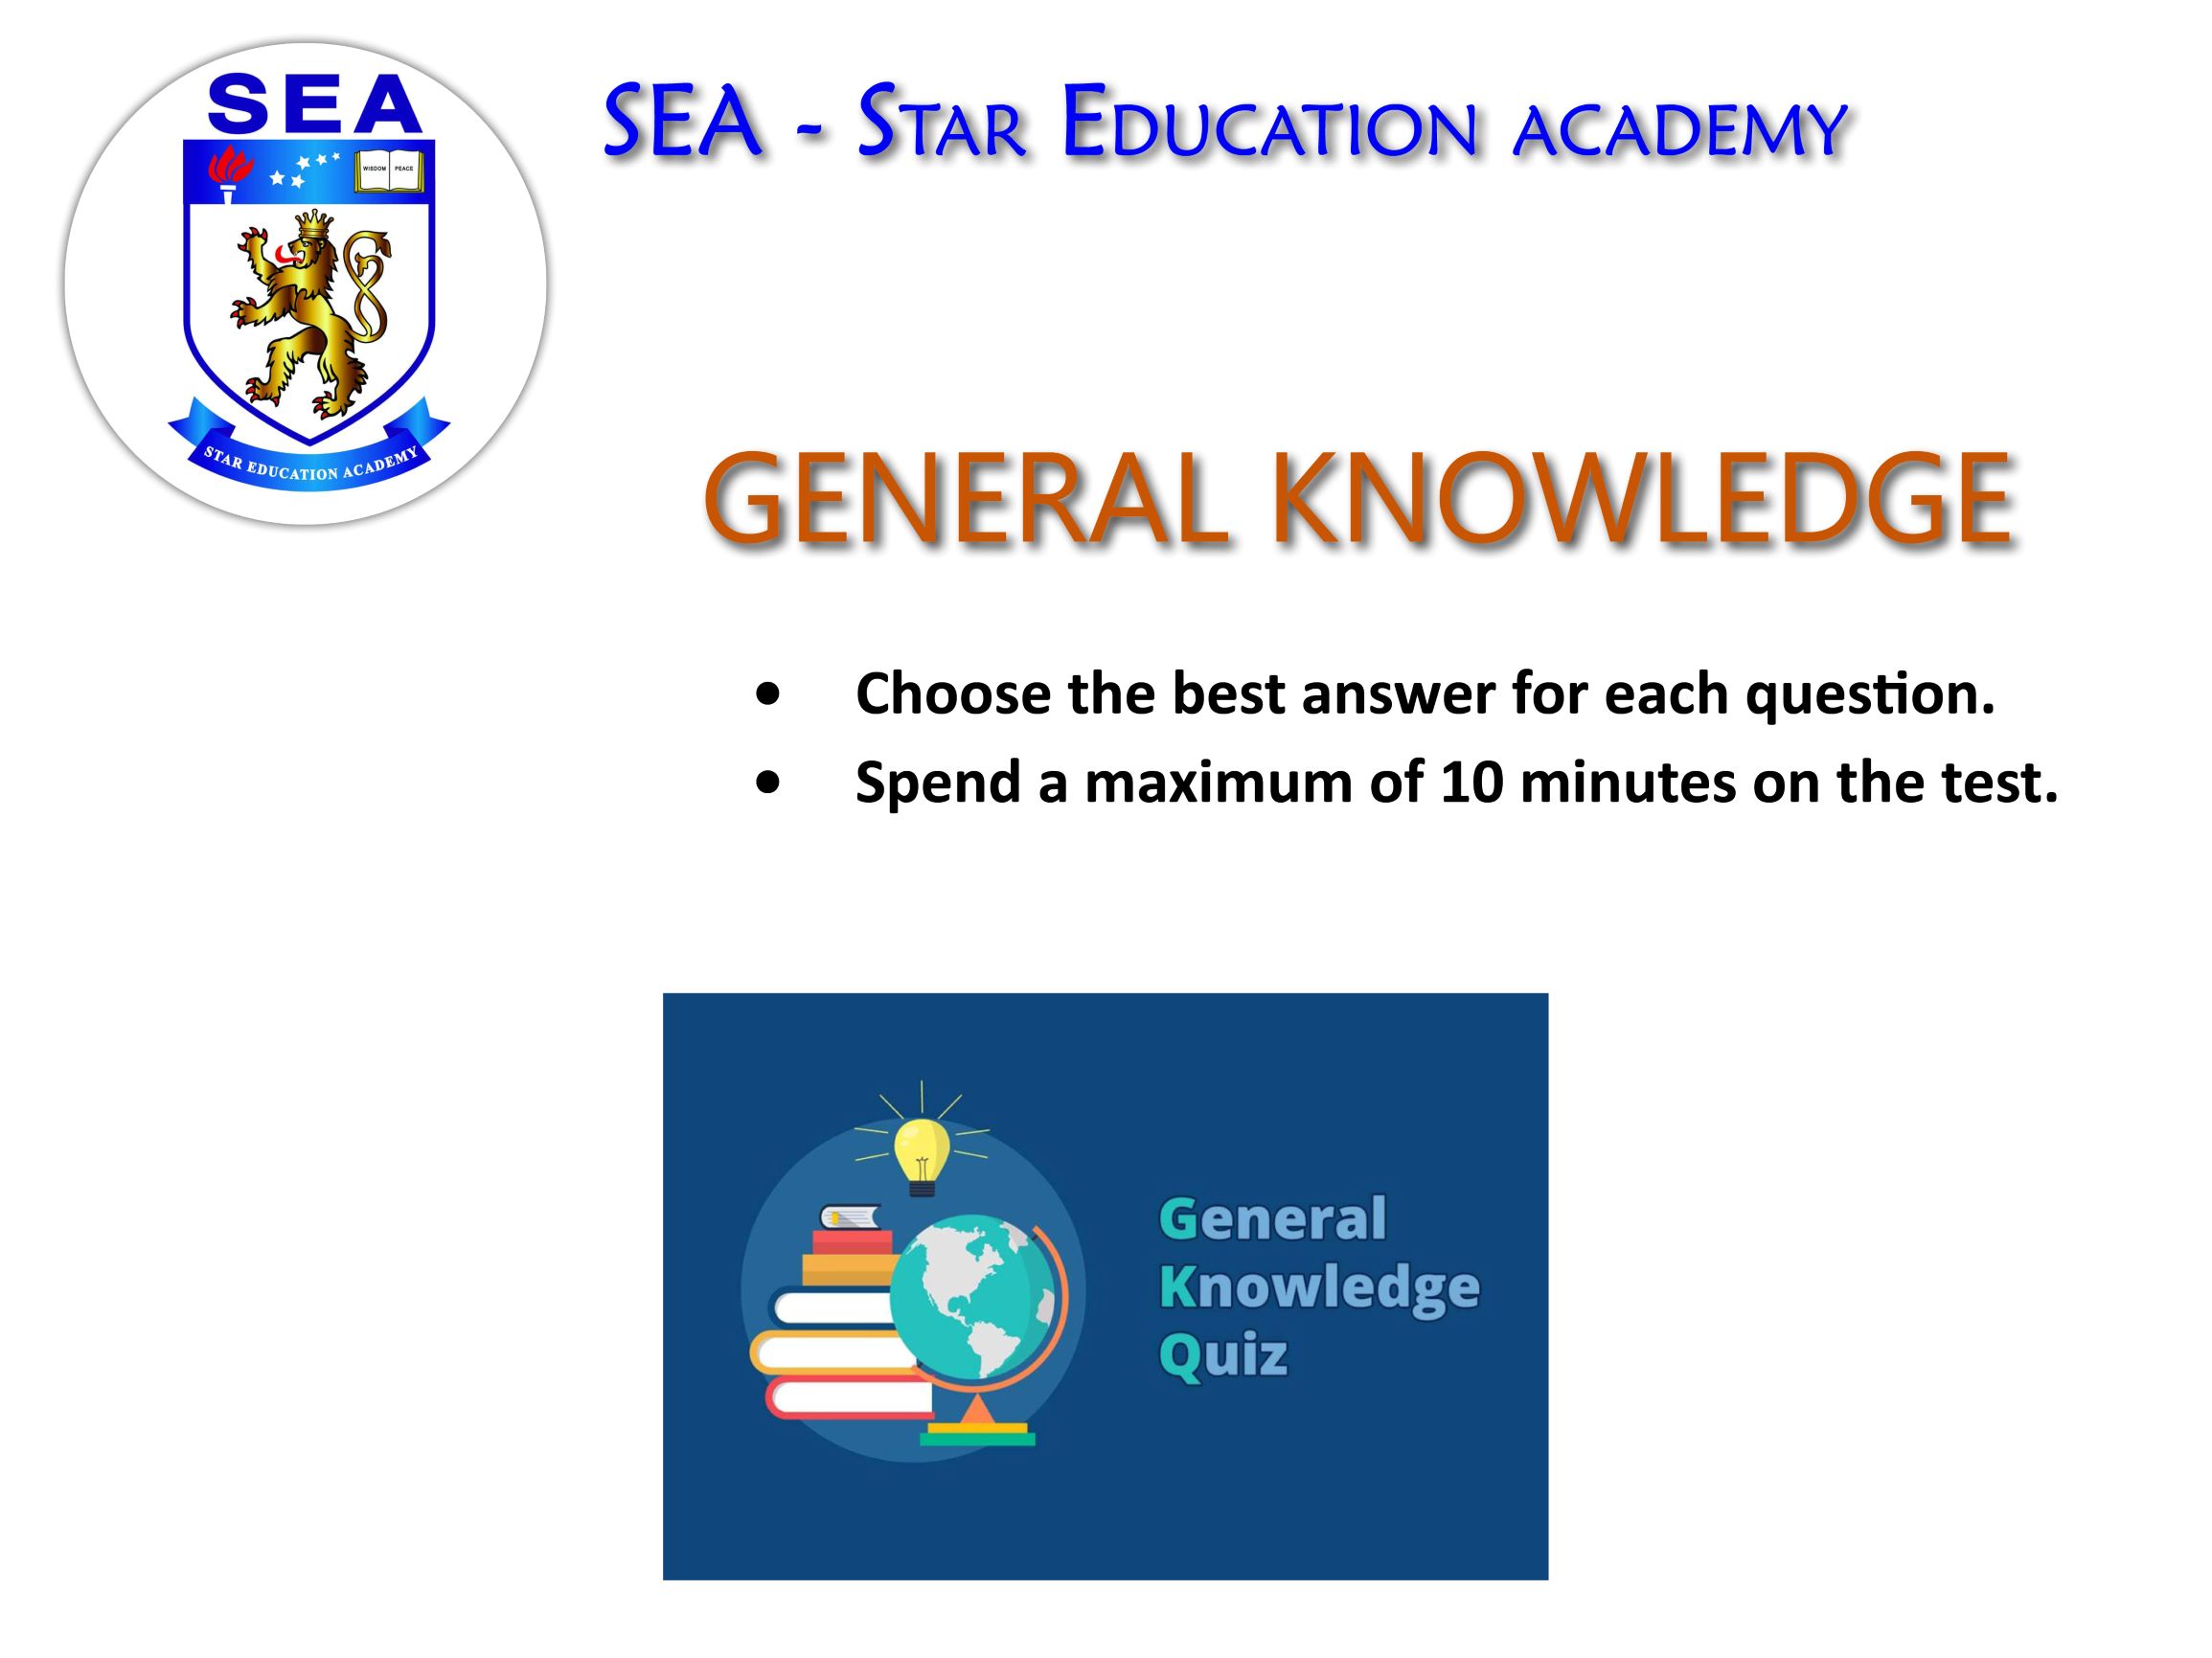 SEA
WISDOM PEACE
STAR EDUCATION ACADEMY
SEA - STAR EDUCATION ACADEMY
GENERAL KNOWLEDGE
• Choose the best answer for each question.
• Spend a maximum of 10 minutes on the test.
General
Knowledge
Quiz